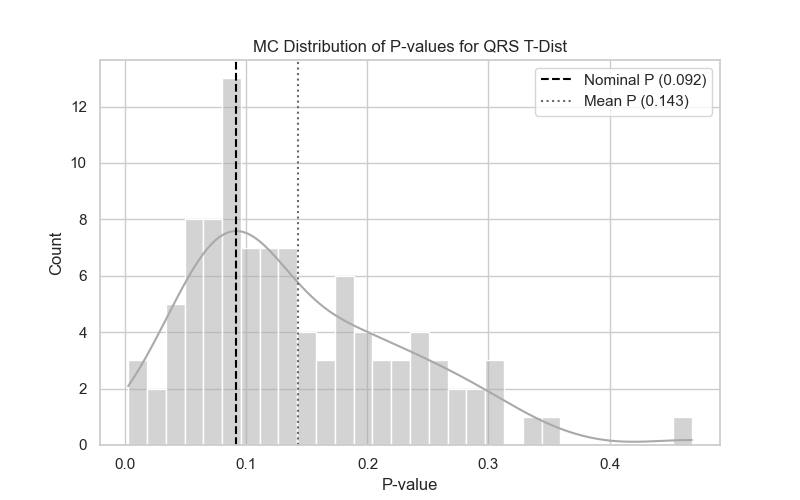 MC Distribution of P-values for QRS T-Dist
Nominal P (0.092)
Mean P (0.143)
Count
12
10
8
6
4
2
0
0.0 0.1 0.2 0.3 0.4
P-value